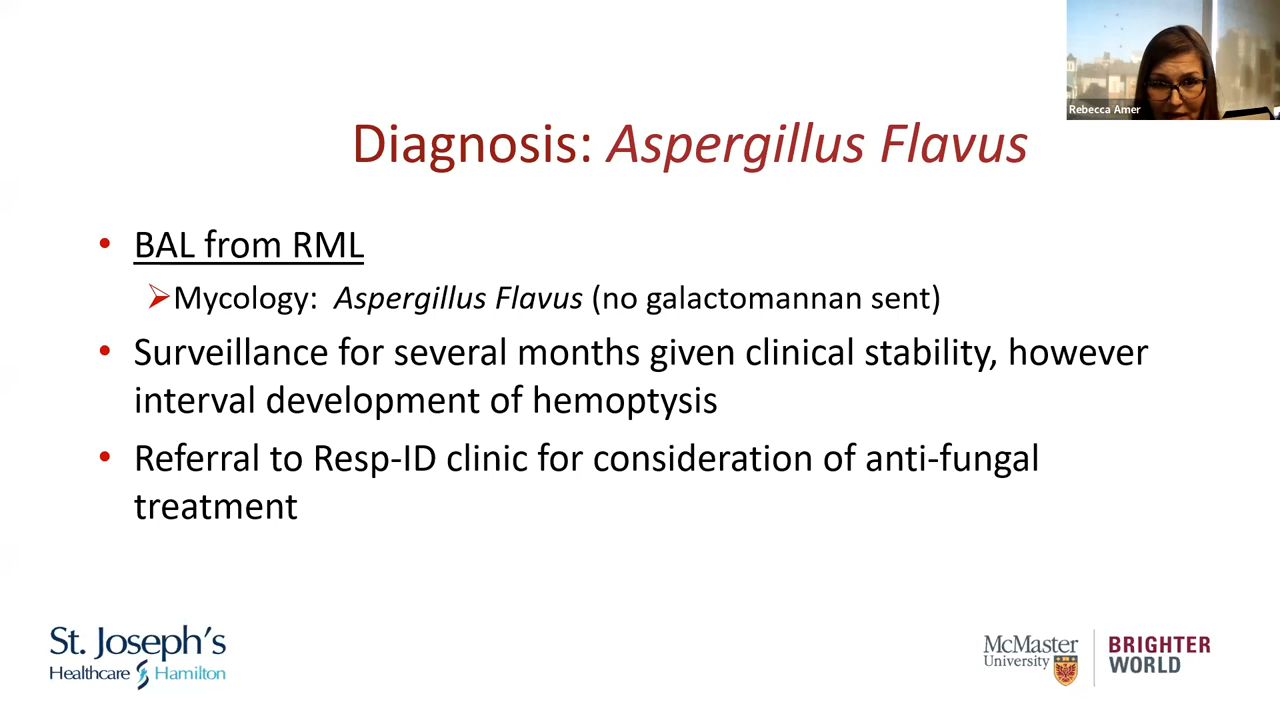 Rebecca Amer
Diagnosis: Aspergillus Flavus
• BAL from RML
➢Mycology: Aspergillus Flavus (no galactomannan sent)
• Surveillance for several months given clinical stability, however
interval development of hemoptysis
• Referral to Resp-ID clinic for consideration of anti-fungal
treatment
St. Joseph's
Healthcare Hamilton
McMaster
University
BRIGHTER
WORLD